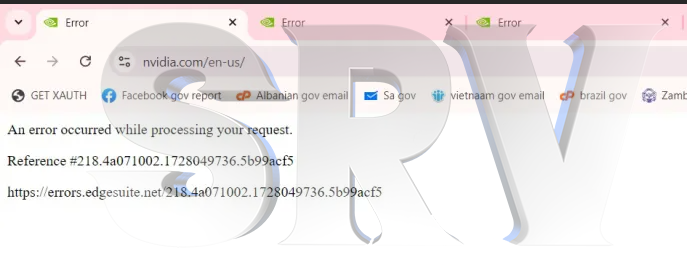 Error
Error
Error
nvidia.com/en-us/
GET XAUTH
Facebook gov report
Albanian gov email
Sa gov
vietnaam gov email
brazil gov
Zamb
An error occurred while processing your request.
Reference #218.4a071002.1728049736.5b99acf5
https://errors.edgesuite.net/218.4a071002.1728049736.5b99acf5
SRV